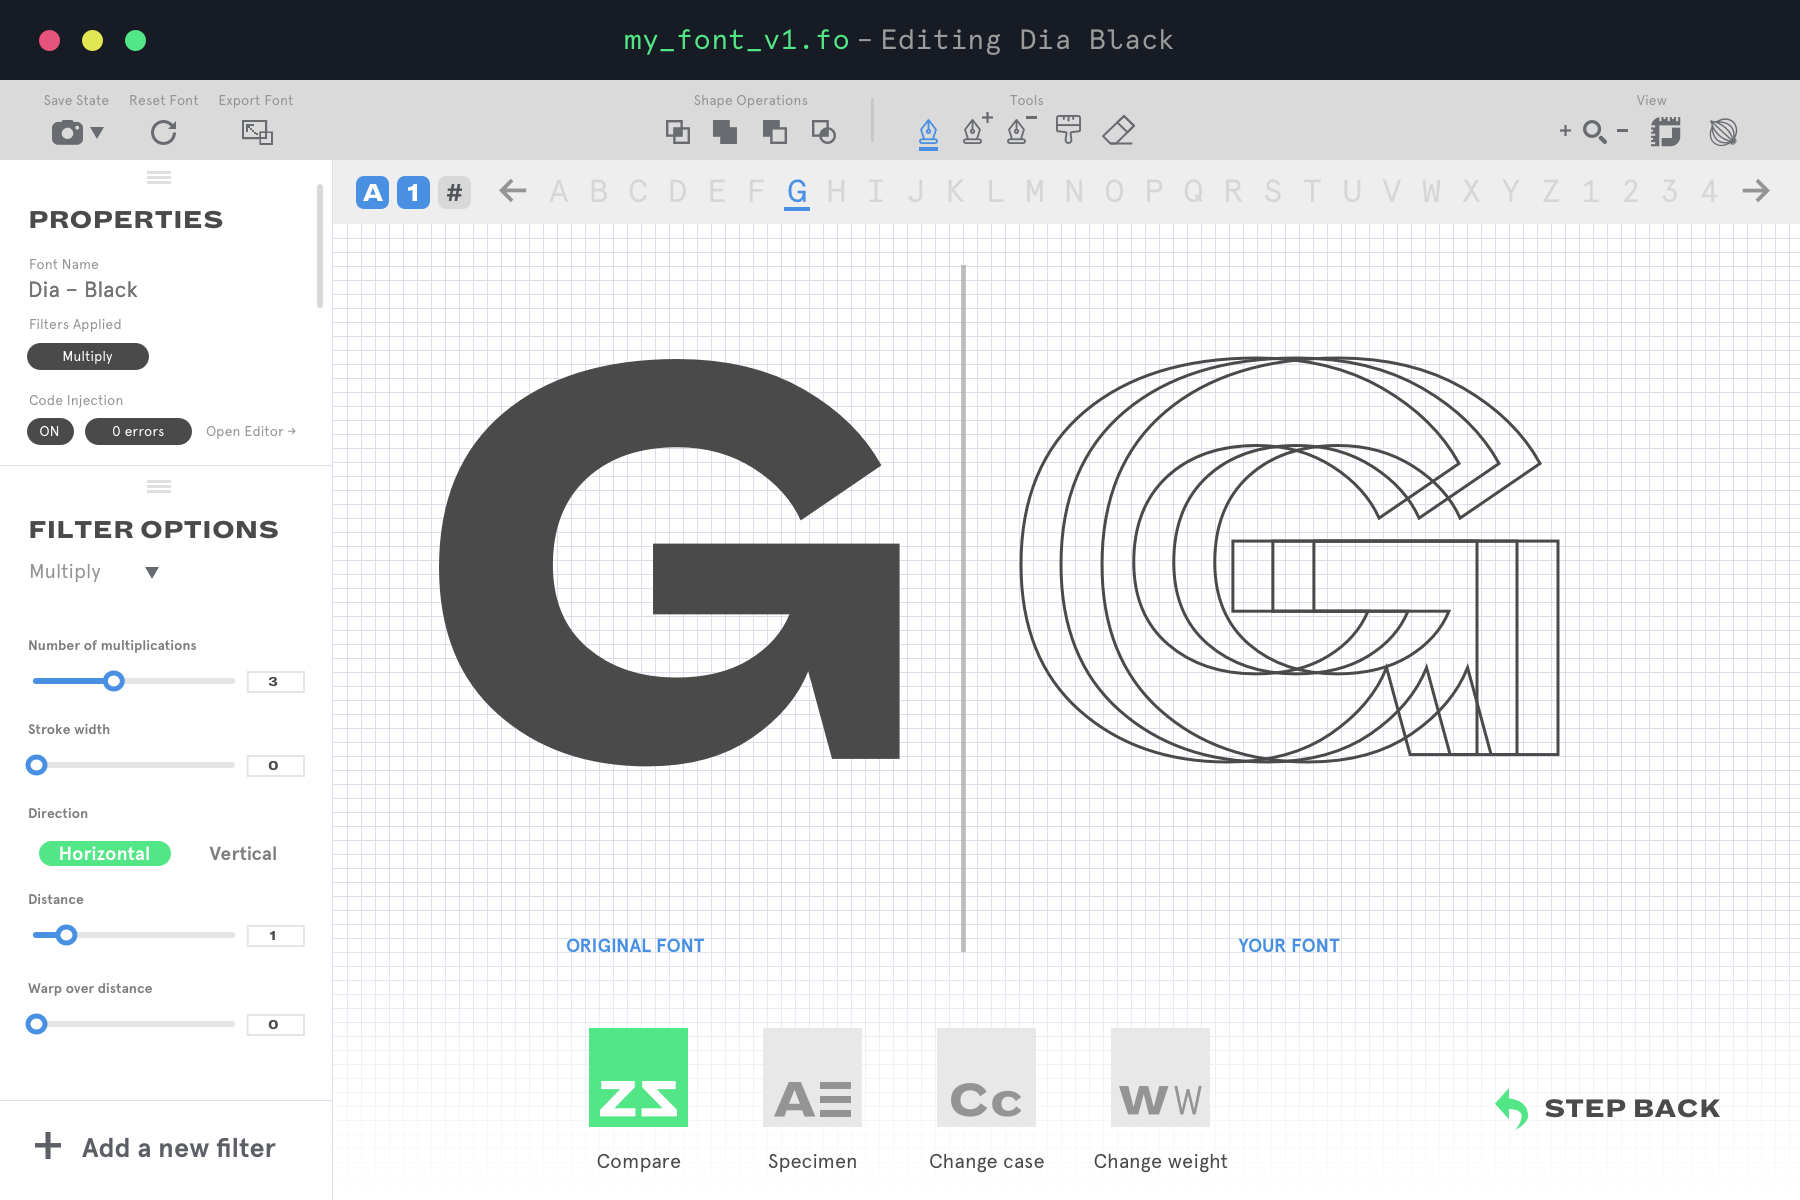 my_font_v1.fo – Editing Dia Black
Save State Reset Font Export Font Shape Operations Tools View
A 1 # ← A B C D E F G H I J K L M N O P Q R S T U V W X Y Z 1 2 3 4 →
PROPERTIES
Font Name
Dia – Black
Filters Applied
Multiply
Code Injection
ON 0 errors Open Editor →
FILTER OPTIONS
Multiply
Number of multiplications
3
Stroke width
0
Direction
Horizontal Vertical
Distance
1
Warp over distance
0
+ Add a new filter
G
G
ORIGINAL FONT YOUR FONT
ZS A Cc WW
Compare Specimen Change case Change weight
STEP BACK